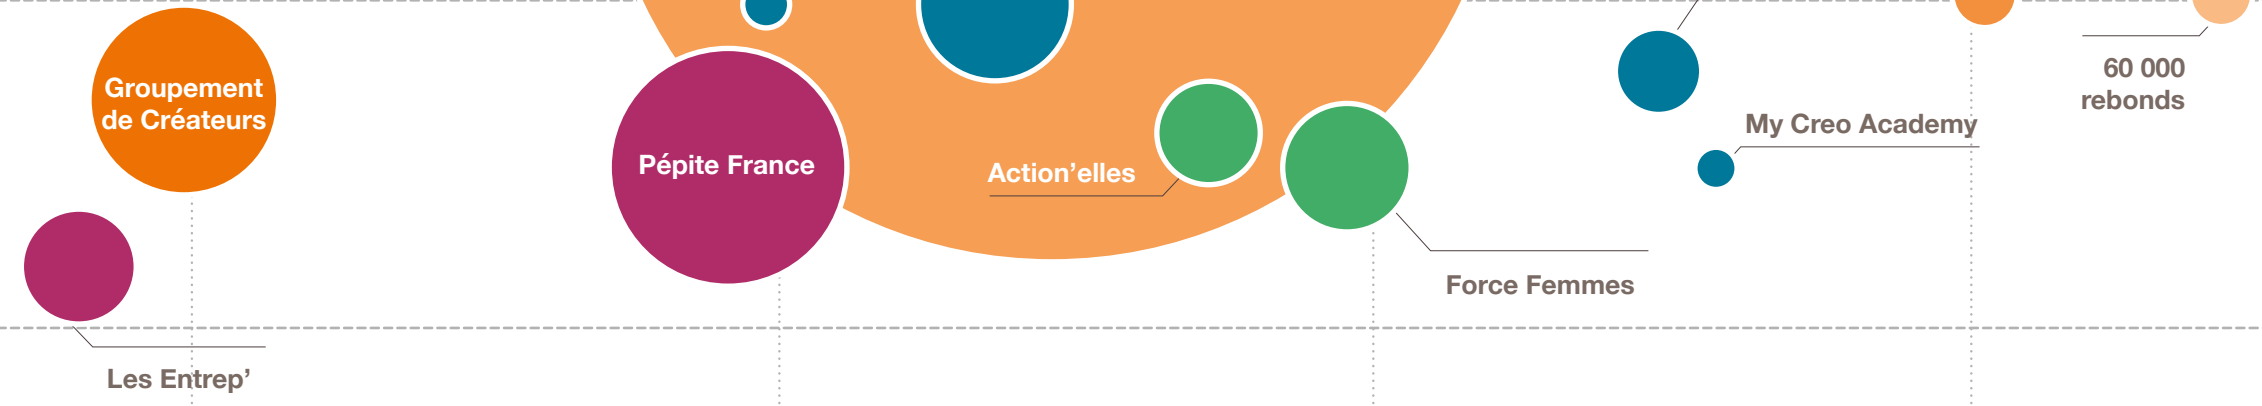 Groupement
de Créateurs
Pépite France
Action’elles
Force Femmes
My Creo Academy
60 000
rebonds
Les Entrep’